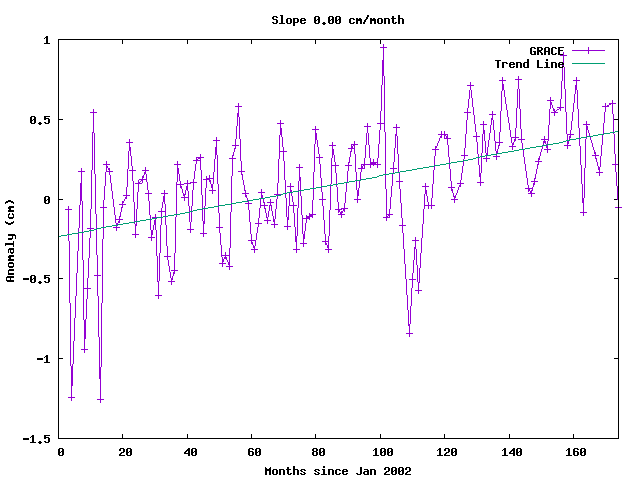 Slope 0.00 cm/month
GRACE
Trend Line
1
0.5
0
-0.5
-1
-1.5
Anomaly (cm)
0 20 40 60 80 100 120 140 160
Months since Jan 2002